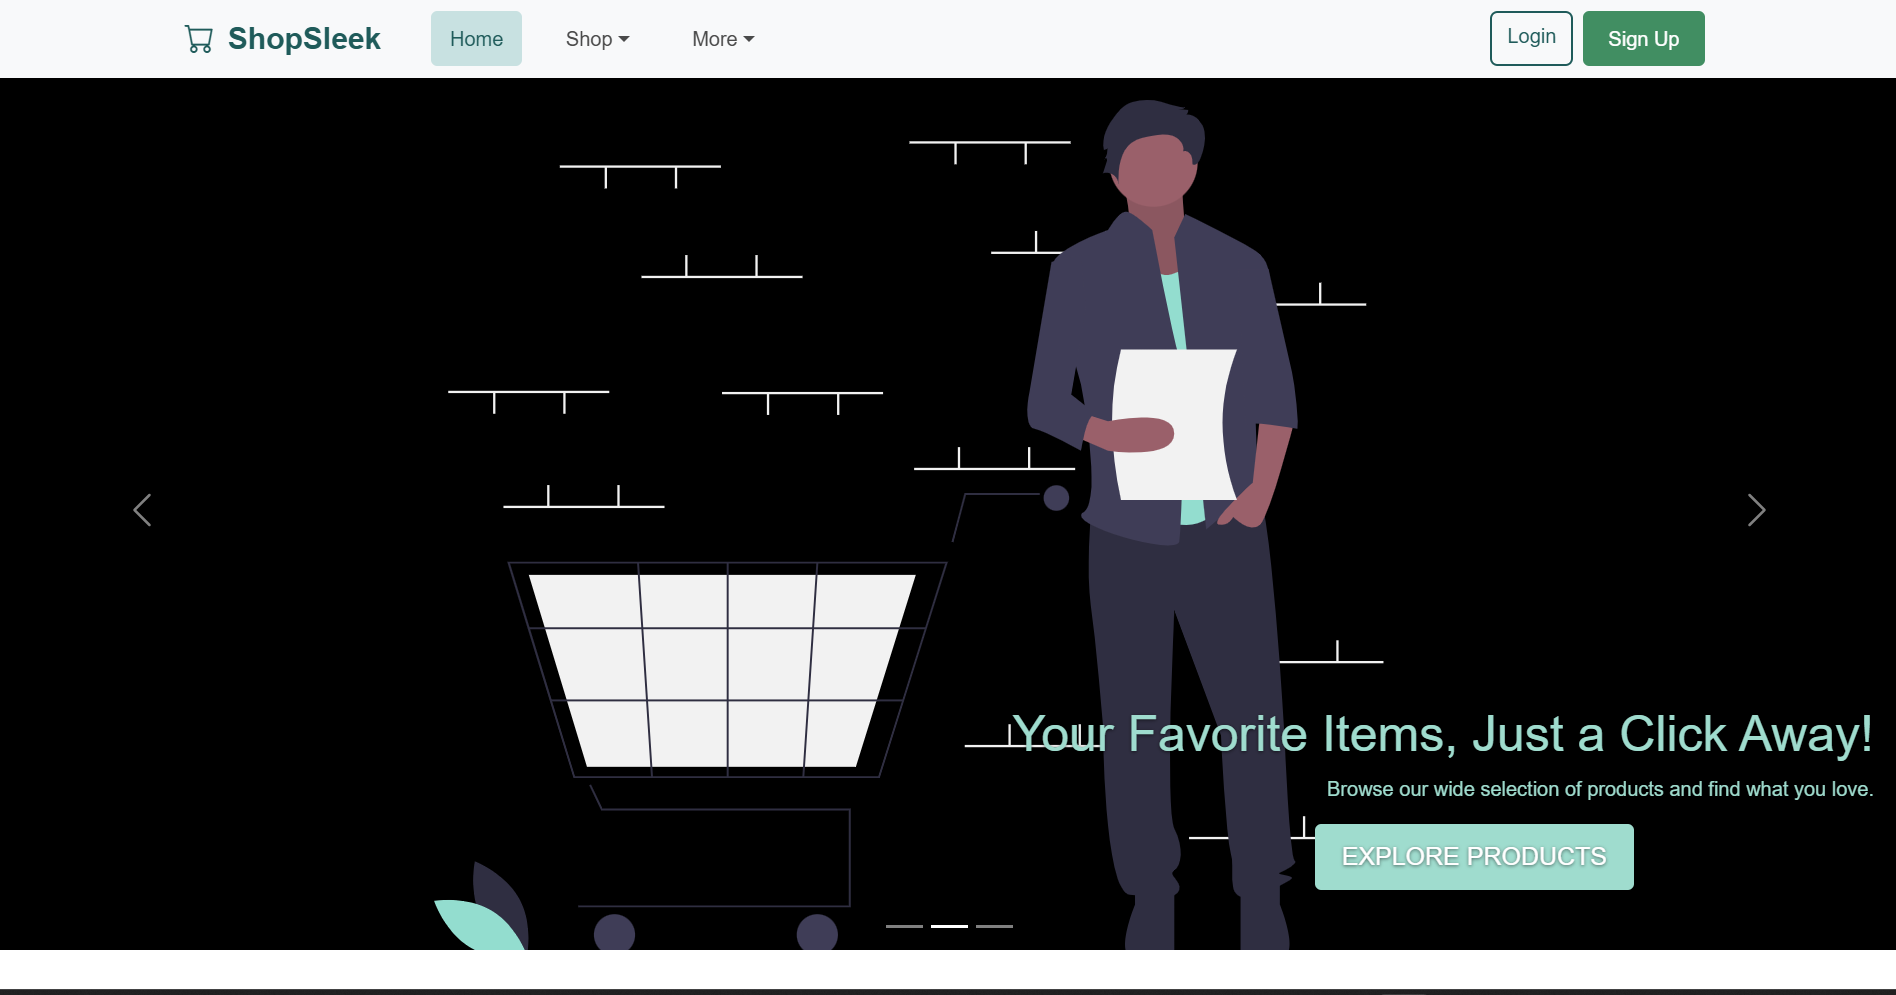 ShopSleek
Home
Shop
More
Login
Sign Up
Your Favorite Items, Just a Click Away!
Browse our wide selection of products and find what you love.
EXPLORE PRODUCTS